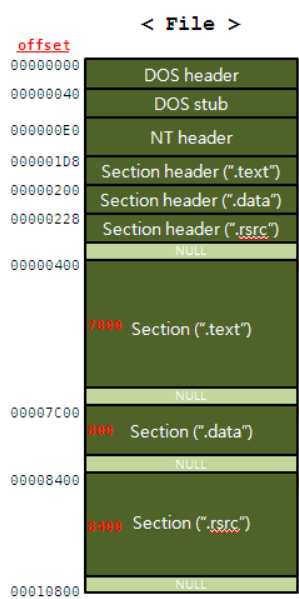 < File >
offset
00000000
DOS header
00000040
DOS stub
000000E0
NT header
000001D8
Section header (".text")
00000200
Section header (".data")
00000228
Section header (".rsrc")
NULL
00000400
7800 Section (".text")
NULL
00007C00
800 Section (".data")
NULL
00008400
8400 Section (".rsrc")
NULL
00010800